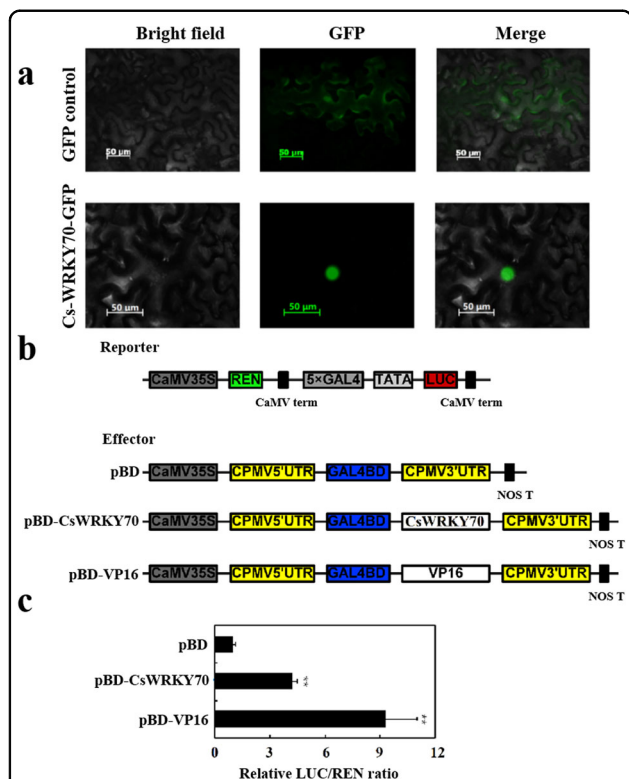 Bright field GFP Merge
a
GFP control
50 µm 50 µm 50 µm
Cs-WRKY70-GFP
50 µm 50 µm 50 µm
b
Reporter
CaMV35S REN 5×GAL4 TATA LUC
CaMV term CaMV term
Effector
pBD CaMV35S CPMV5'UTR GAL4BD CPMV3'UTR
NOS T
pBD-CsWRKY70 CaMV35S CPMV5'UTR GAL4BD CsWRKY70 CPMV3'UTR
NOS T
pBD-VP16 CaMV35S CPMV5'UTR GAL4BD VP16 CPMV3'UTR
NOS T
c
pBD
pBD-CsWRKY70 **
pBD-VP16 **
0 3 6 9 12
Relative LUC/REN ratio